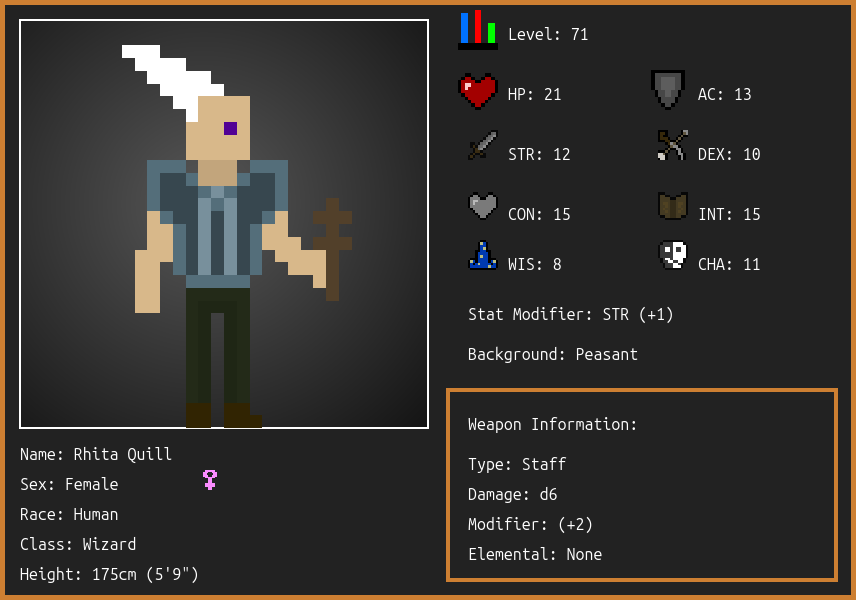 Level: 71
HP: 21
AC: 13
STR: 12
DEX: 10
CON: 15
INT: 15
WIS: 8
CHA: 11
Stat Modifier: STR (+1)
Background: Peasant
Weapon Information:
Type: Staff
Damage: d6
Modifier: (+2)
Elemental: None
Name: Rhita Quill
Sex: Female
Race: Human
Class: Wizard
Height: 175cm (5'9")